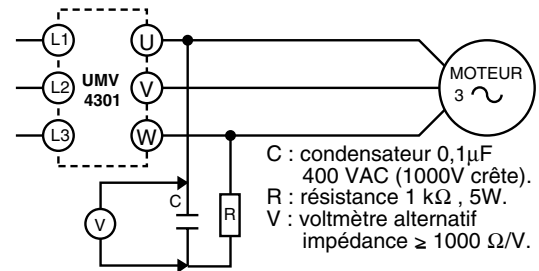 L1 U
UMV
L2 V
4301
L3 W
MOTEUR
3
C
R
V
C : condensateur 0,1µF
400 VAC (1000V crête).
R : résistance 1 kΩ , 5W.
V : voltmètre alternatif
impédance ≥ 1000 Ω/V.